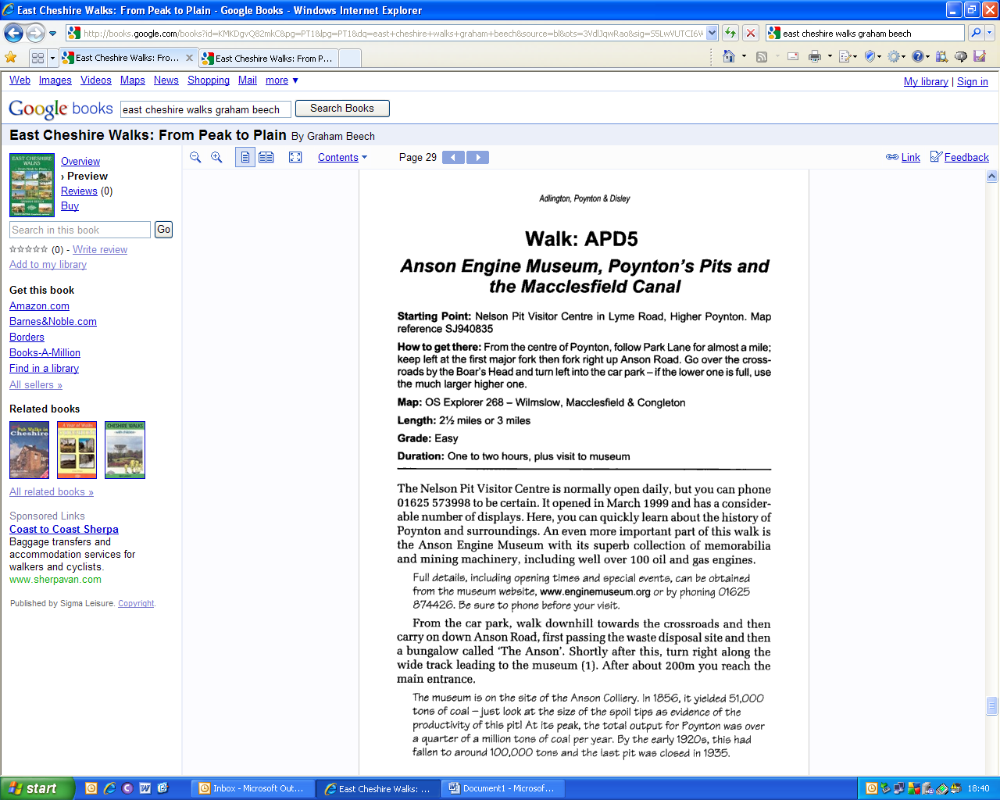 East Cheshire Walks: From Peak to Plain - Google Books - Windows Internet Explorer
http://books.google.com/books?id=KMKDgvQ82mkC&pg=PT1&lpg=PT1&dq=east+cheshire+walks+graham+beech&source=bl&ots=3VdlJqwRao&sig=S5LwVUTCI6V
east cheshire walks graham beech
East Cheshire Walks: Fro...
East Cheshire Walks: From P...
Web Images Videos Maps News Shopping Mail more ▼
My library | Sign in
Google books
east cheshire walks graham beech
Search Books
East Cheshire Walks: From Peak to Plain By Graham Beech
Overview
› Preview
Reviews (0)
Buy
Search in this book
Go
(0) - Write review
Add to my library
Get this book
Amazon.com
Barnes&Noble.com
Borders
Books-A-Million
Find in a library
All sellers »
Related books
Pub Walks in
Cheshire
A Year of Walks
CHESHIRE WALKS
All related books »
Sponsored Links
Coast to Coast Sherpa
Baggage transfers and
accommodation services for
walkers and cyclists.
www.sherpavan.com
Published by Sigma Leisure. Copyright.
EAST CHESHIRE
WALKS
From Peak to Plain
GRAHAM BEECH
Contents
Page 29
Link
Feedback
Adlington, Poynton & Disley
Walk: APD5
Anson Engine Museum, Poynton's Pits and
the Macclesfield Canal
Starting Point: Nelson Pit Visitor Centre in Lyme Road, Higher Poynton. Map
reference SJ940835
How to get there: From the centre of Poynton, follow Park Lane for almost a mile;
keep left at the first major fork then fork right up Anson Road. Go over the cross-
roads by the Boar's Head and turn left into the car park – if the lower one is full, use
the much larger higher one.
Map: OS Explorer 268 – Wilmslow, Macclesfield & Congleton
Length: 2½ miles or 3 miles
Grade: Easy
Duration: One to two hours, plus visit to museum
The Nelson Pit Visitor Centre is normally open daily, but you can phone
01625 573998 to be certain. It opened in March 1999 and has a consider-
able number of displays. Here, you can quickly learn about the history of
Poynton and surroundings. An even more important part of this walk is
the Anson Engine Museum with its superb collection of memorabilia
and mining machinery, including well over 100 oil and gas engines.
Full details, including opening times and special events, can be obtained
from the museum website, www.enginemuseum.org or by phoning 01625
874426. Be sure to phone before your visit.
From the car park, walk downhill towards the crossroads and then
carry on down Anson Road, first passing the waste disposal site and then
a bungalow called 'The Anson'. Shortly after this, turn right along the
wide track leading to the museum (1). After about 200m you reach the
main entrance.
The museum is on the site of the Anson Colliery. In 1856, it yielded 51,000
tons of coal – just look at the size of the spoil tips as evidence of the
productivity of this pit! At its peak, the total output for Poynton was over
a quarter of a million tons of coal per year. By the early 1920s, this had
fallen to around 100,000 tons and the last pit was closed in 1935.
start
Inbox - Microsoft Out...
East Cheshire Walks: ...
Document1 - Microsof...
18:40